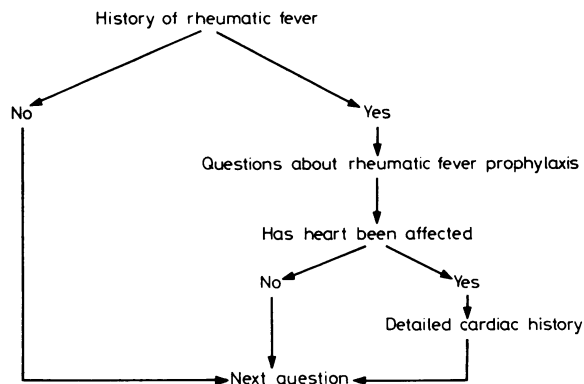 History of rheumatic fever
No
Yes
Questions about rheumatic fever prophylaxis
Has heart been affected
No
Yes
Detailed cardiac history
Next question